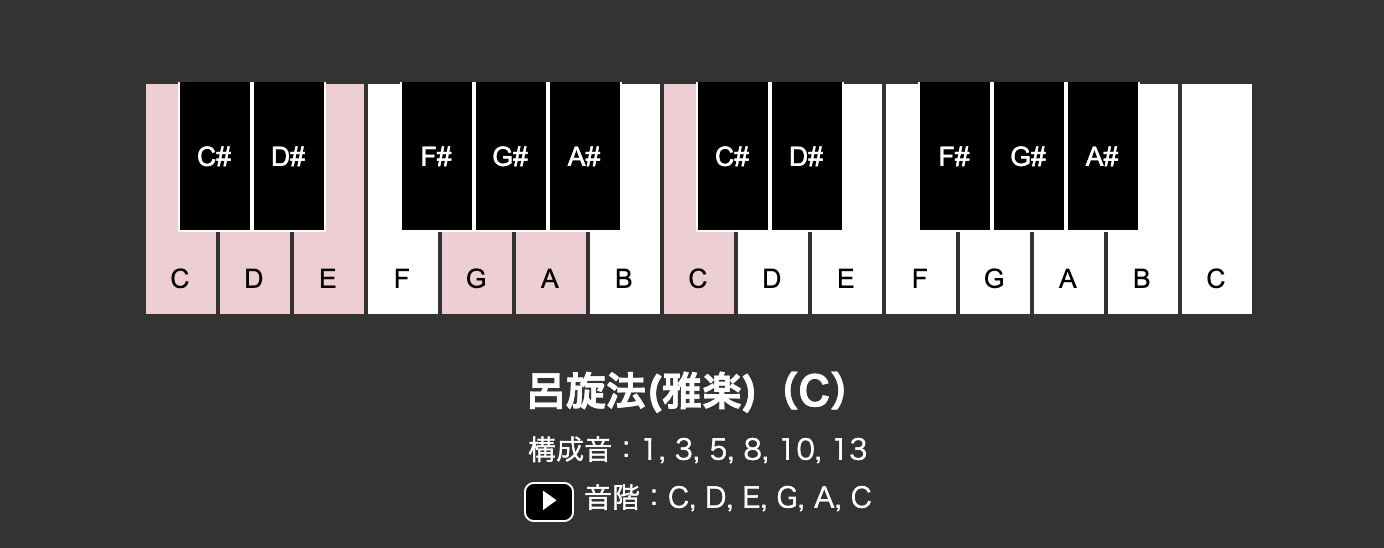 C# D# F# G# A# C# D# F# G# A#
C D E F G A B C D E F G A B C
呂旋法(雅楽)（C）
構成音：1, 3, 5, 8, 10, 13
音階：C, D, E, G, A, C